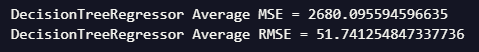 DecisionTreeRegressor Average MSE = 2680.095594596635
DecisionTreeRegressor Average RMSE = 51.741254847337736